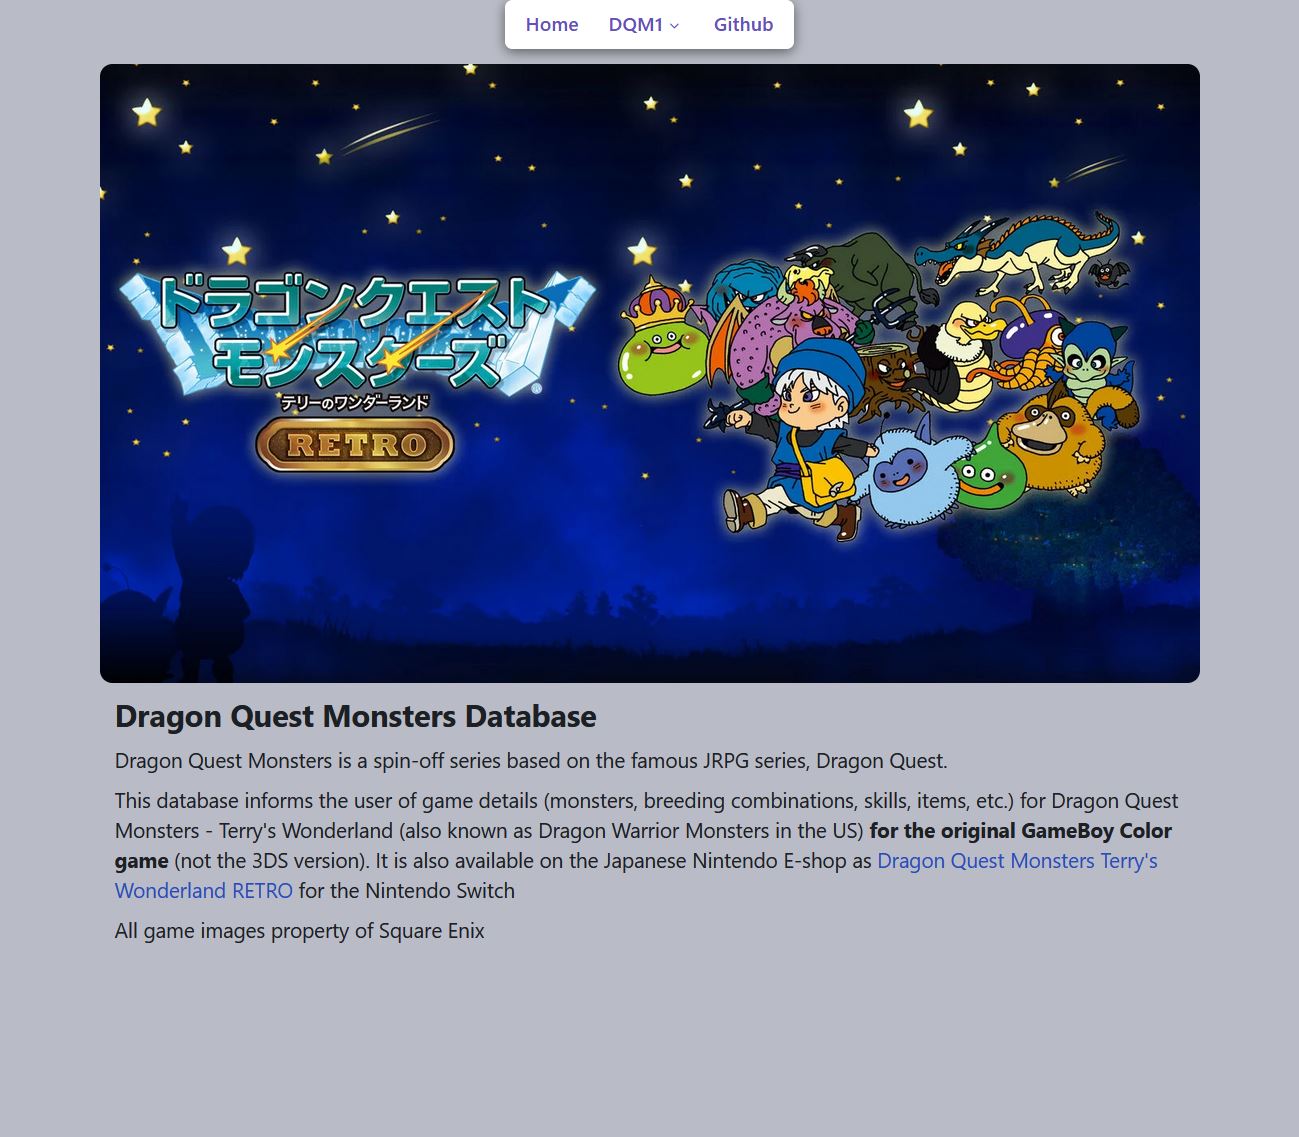 Home DQM1 Github
ドラゴンクエスト
モンスターズ
®
テリーのワンダーランド
RETRO
Dragon Quest Monsters Database
Dragon Quest Monsters is a spin-off series based on the famous JRPG series, Dragon Quest.
This database informs the user of game details (monsters, breeding combinations, skills, items, etc.) for Dragon Quest
Monsters - Terry's Wonderland (also known as Dragon Warrior Monsters in the US) for the original GameBoy Color
game (not the 3DS version). It is also available on the Japanese Nintendo E-shop as Dragon Quest Monsters Terry's
Wonderland RETRO for the Nintendo Switch
All game images property of Square Enix